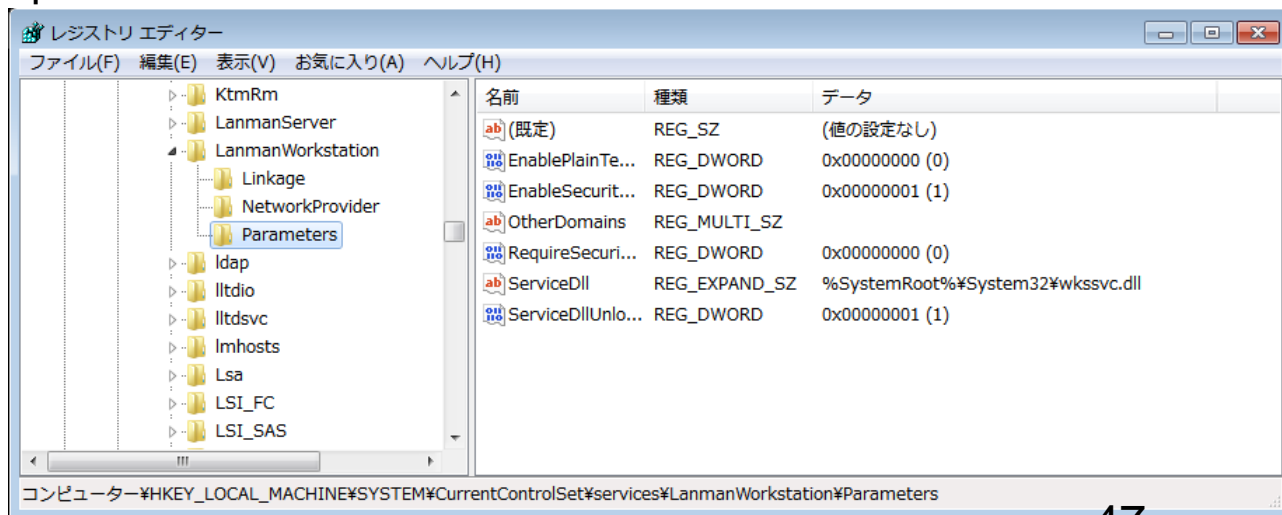 レジストリ エディター
ファイル(F) 編集(E) 表示(V) お気に入り(A) ヘルプ(H)
KtmRm
LanmanServer
LanmanWorkstation
Linkage
NetworkProvider
Parameters
ldap
lltdio
lltdsvc
lmhosts
Lsa
LSI_FC
LSI_SAS
名前 種類 データ
(既定) REG_SZ (値の設定なし)
EnablePlainTe... REG_DWORD 0x00000000 (0)
EnableSecurit... REG_DWORD 0x00000001 (1)
OtherDomains REG_MULTI_SZ
RequireSecuri... REG_DWORD 0x00000000 (0)
ServiceDll REG_EXPAND_SZ %SystemRoot%¥System32¥wkssvc.dll
ServiceDllUnlo... REG_DWORD 0x00000001 (1)
コンピューター¥HKEY_LOCAL_MACHINE¥SYSTEM¥CurrentControlSet¥services¥LanmanWorkstation¥Parameters